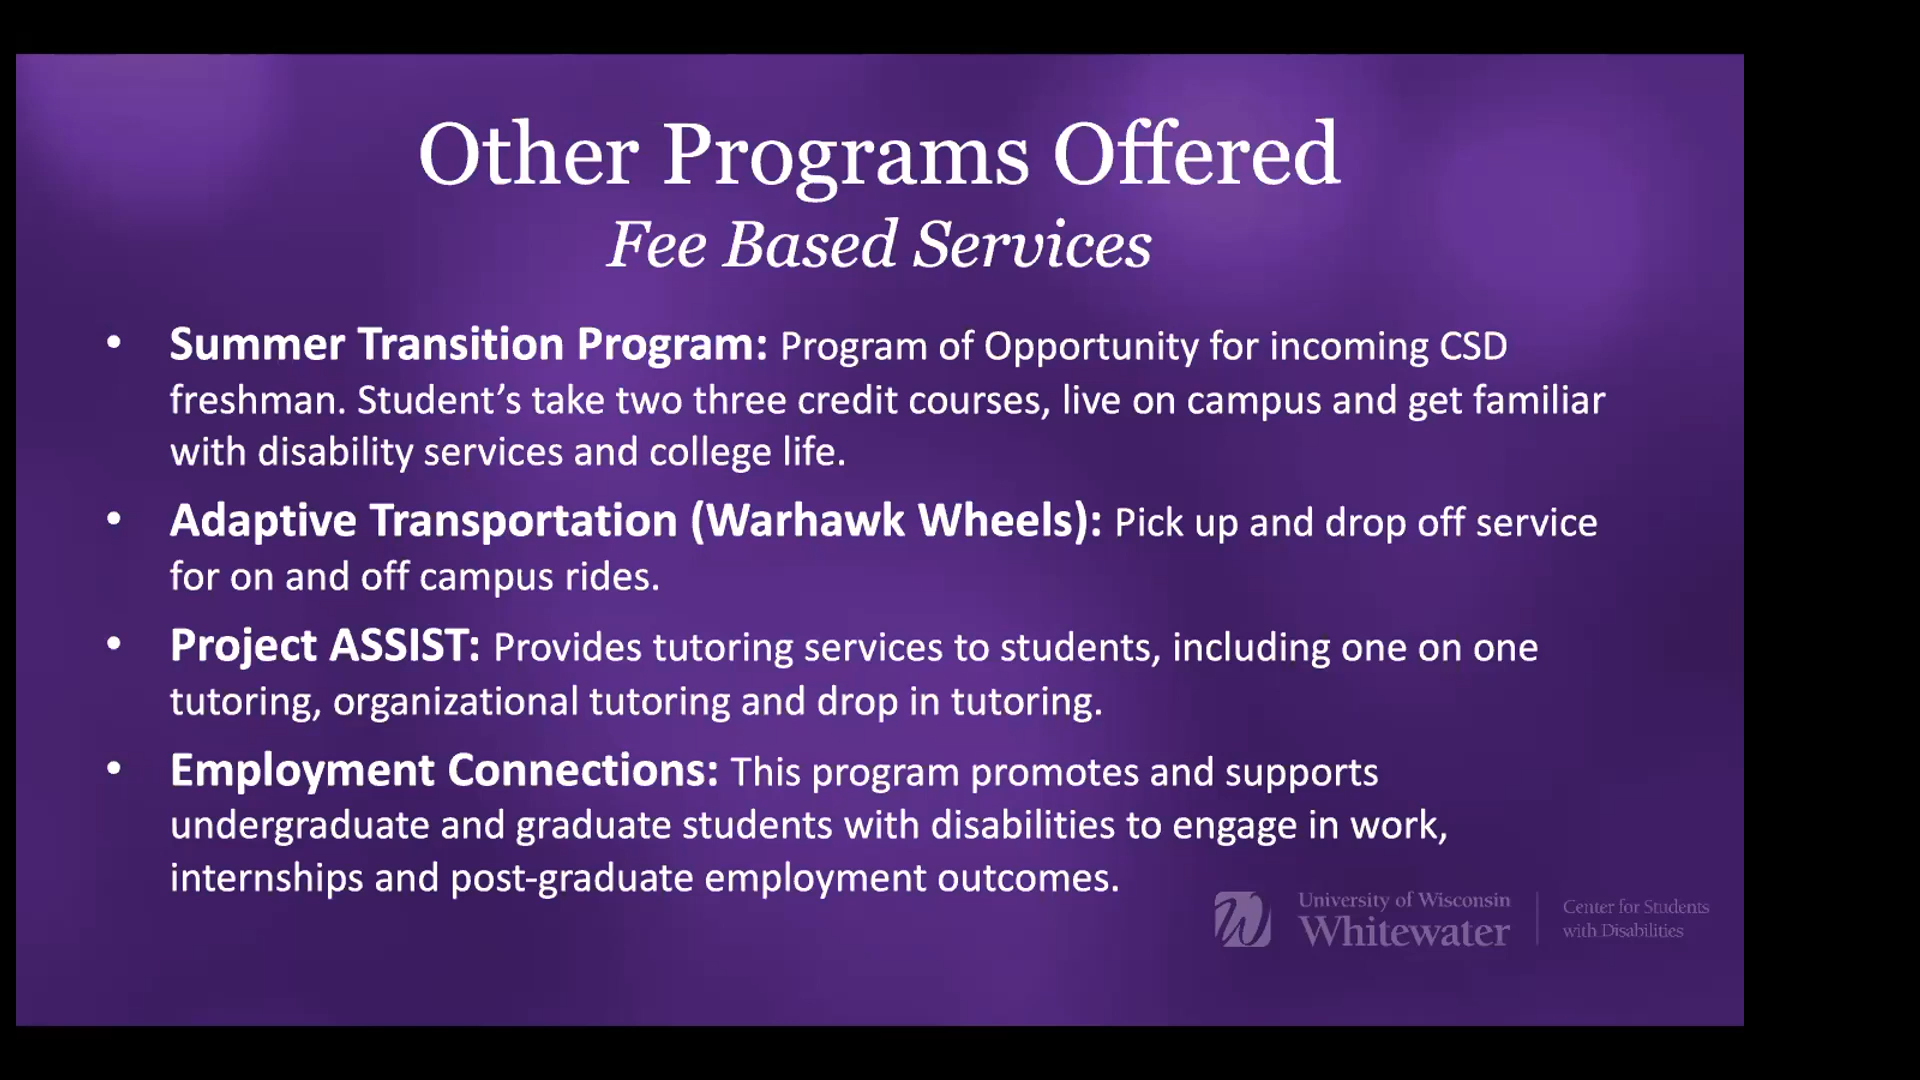 Other Programs Offered
Fee Based Services
• Summer Transition Program: Program of Opportunity for incoming CSD
freshman. Student’s take two three credit courses, live on campus and get familiar
with disability services and college life.
• Adaptive Transportation (Warhawk Wheels): Pick up and drop off service
for on and off campus rides.
• Project ASSIST: Provides tutoring services to students, including one on one
tutoring, organizational tutoring and drop in tutoring.
• Employment Connections: This program promotes and supports
undergraduate and graduate students with disabilities to engage in work,
internships and post-graduate employment outcomes.
University of Wisconsin
Whitewater
Center for Students
with Disabilities